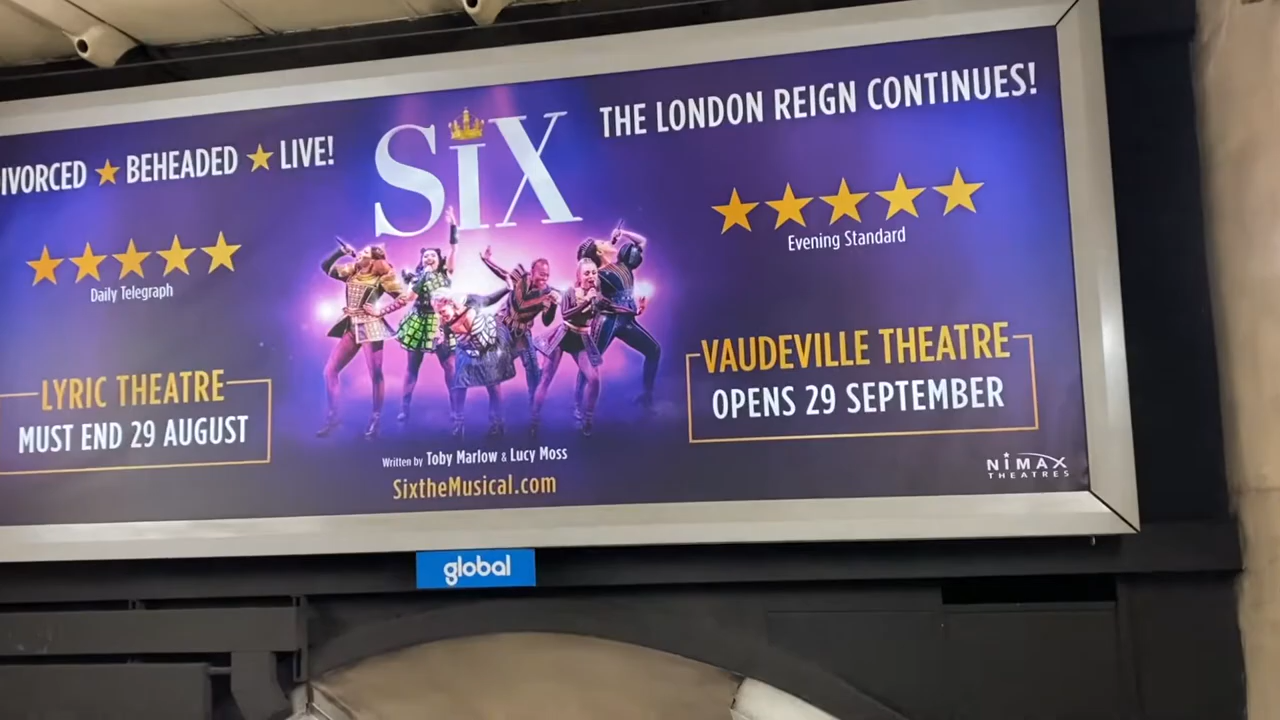 IVORCED ★ BEHEADED ★ LIVE!
Daily Telegraph
LYRIC THEATRE
MUST END 29 AUGUST
SIX
Written by Toby Marlow & Lucy Moss
SixtheMusical.com
THE LONDON REIGN CONTINUES!
Evening Standard
VAUDEVILLE THEATRE
OPENS 29 SEPTEMBER
NIMAX
THEATRES
global